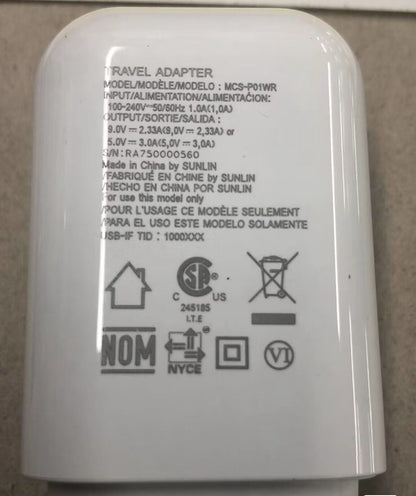 TRAVEL ADAPTER
MODEL/MODÈLE/MODELO : MCS-P01WR
INPUT/ALIMENTATION/ALIMENTACIÓN:
100-240V~50/60Hz 1.0A(1,0A)
OUTPUT/SORTIE/SALIDA :
9.0V⎓2.33A(9,0V⎓2,33A) or
5.0V⎓3.0A(5,0V⎓3,0A)
S/N: RA750000560
Made in China by SUNLIN
/FABRIQUÉ EN CHINE by SUNLIN
/HECHO EN CHINA POR SUNLIN
For use this model only
/POUR L'USAGE CE MODÈLE SEULEMENT
/PARA EL USO ESTE MODELO SOLAMENTE
USB-IF TID : 1000XXX
C SA US
245185
I.T.E
NOM NYCE VI